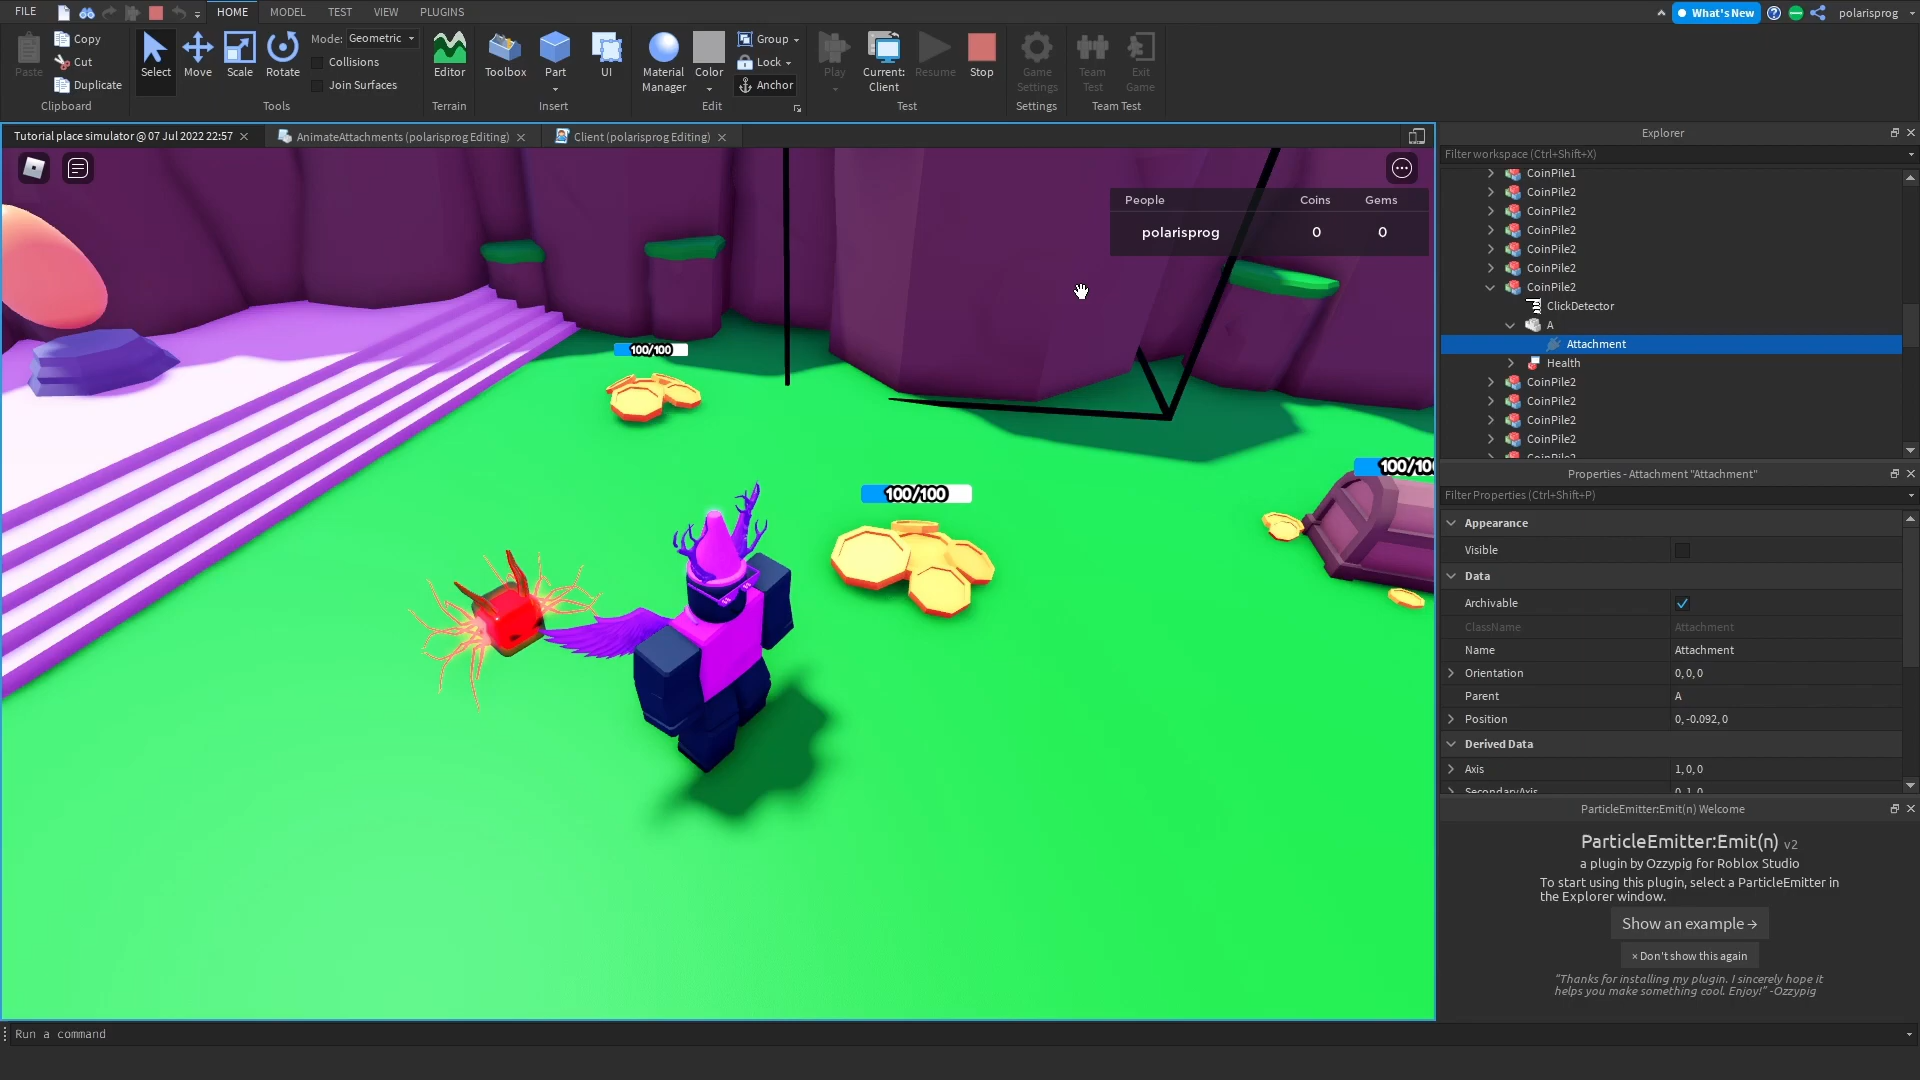 FILE HOME MODEL TEST VIEW PLUGINS What's New polarisprog
Copy
Cut
Duplicate
Paste
Clipboard
Select Move Scale Rotate
Mode: Geometric
Collisions
Join Surfaces
Tools
Editor
Terrain
Toolbox Part UI
Insert
Material
Manager
Color
Group
Lock
Anchor
Edit
Play
Current:
Client
Resume Stop
Test
Game
Settings
Settings
Team
Test
Exit
Game
Team Test
Tutorial place simulator @ 07 Jul 2022 22:57
AnimateAttachments (polarisprog Editing)
Client (polarisprog Editing)
People Coins Gems
polarisprog 0 0
100/100
100/100
100/10
Explorer
Filter workspace (Ctrl+Shift+X)
CoinPile1
CoinPile2
CoinPile2
CoinPile2
CoinPile2
CoinPile2
CoinPile2
ClickDetector
A
Attachment
Health
CoinPile2
CoinPile2
CoinPile2
CoinPile2
CoinPile2
Properties - Attachment "Attachment"
Filter Properties (Ctrl+Shift+P)
Appearance
Visible
Data
Archivable
ClassName Attachment
Name Attachment
Orientation 0, 0, 0
Parent A
Position 0, -0.092, 0
Derived Data
Axis 1, 0, 0
SecondaryAxis 0, 1, 0
ParticleEmitter:Emit(n) Welcome
ParticleEmitter:Emit(n) v2
a plugin by Ozzypig for Roblox Studio
To start using this plugin, select a ParticleEmitter in
the Explorer window.
Show an example →
× Don't show this again
"Thanks for installing my plugin. I sincerely hope it
helps you make something cool. Enjoy!" -Ozzypig
Run a command